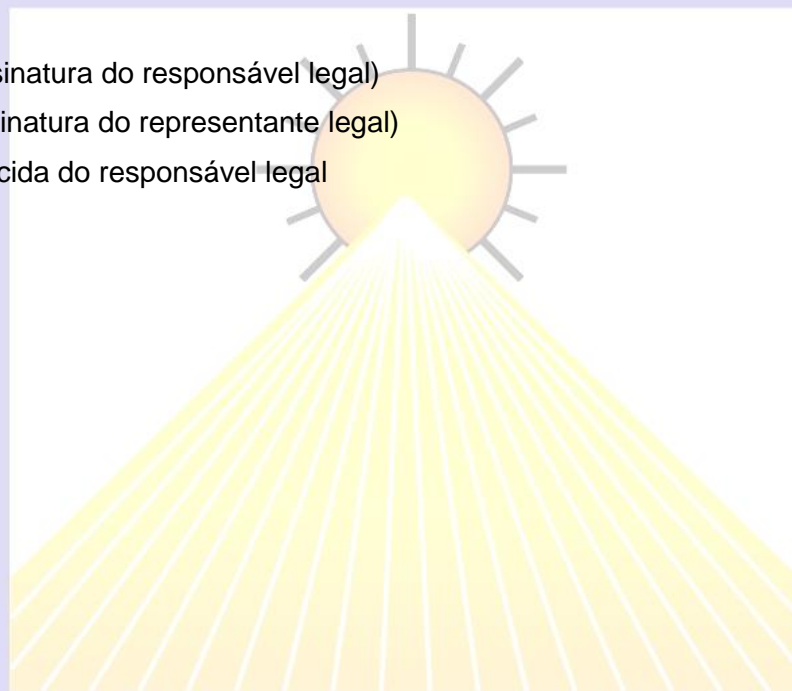 sinatura do responsável legal)
inatura do representante legal)
cida do responsável legal